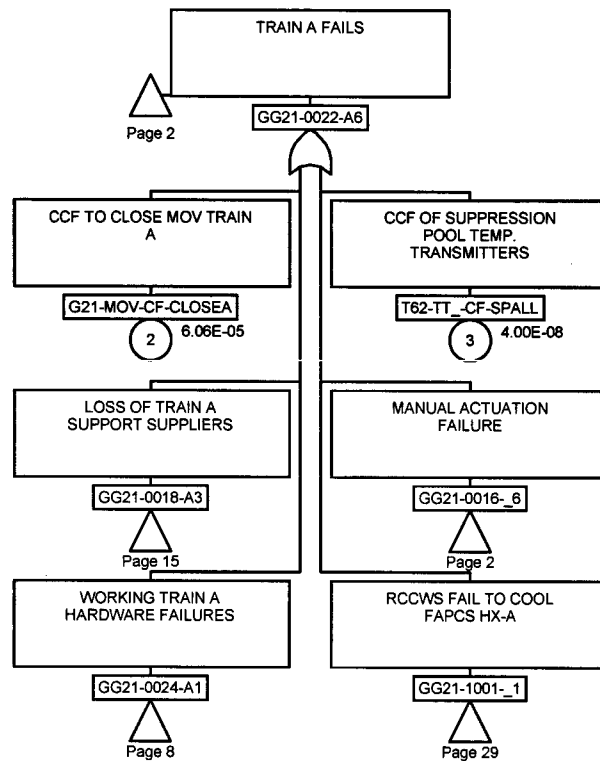 TRAIN A FAILS
Page 2
GG21-0022-A6
CCF TO CLOSE MOV TRAIN
A
G21-MOV-CF-CLOSEA
2
6.06E-05
CCF OF SUPPRESSION
POOL TEMP.
TRANSMITTERS
T62-TT_-CF-SPALL
3
4.00E-08
LOSS OF TRAIN A
SUPPORT SUPPLIERS
GG21-0018-A3
Page 15
MANUAL ACTUATION
FAILURE
GG21-0016-_6
Page 2
WORKING TRAIN A
HARDWARE FAILURES
GG21-0024-A1
Page 8
RCCWS FAIL TO COOL
FAPCS HX-A
GG21-1001-_1
Page 29